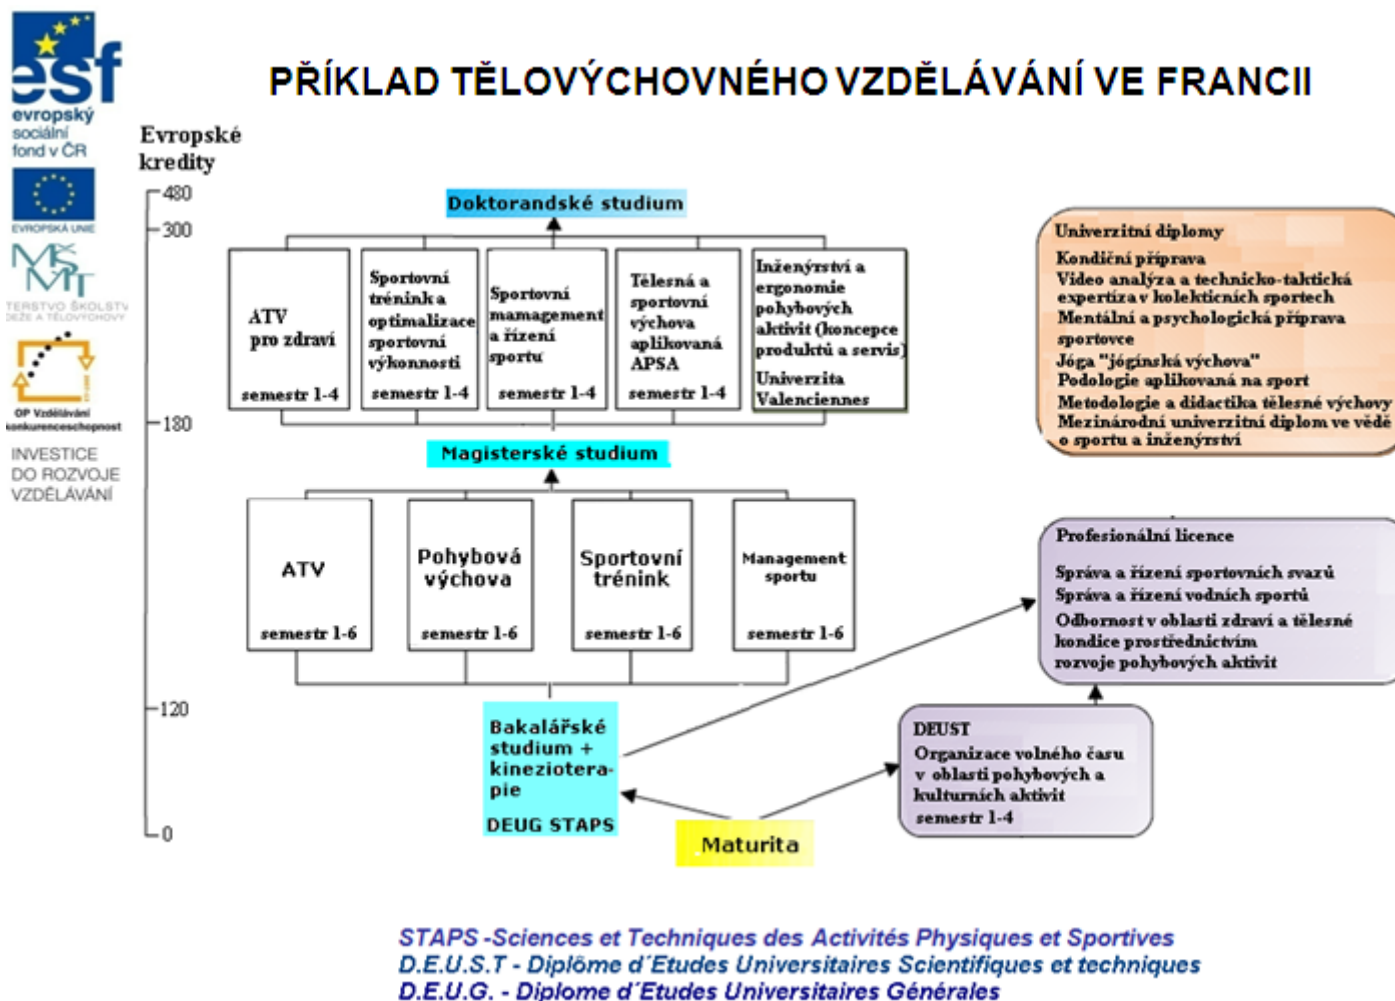 PŘÍKLAD TĚLOVÝCHOVNÉHO VZDĚLÁVÁNÍ VE FRANCII
esf
evropský
sociální
fond v ČR
EVROPSKÁ UNIE
TERSTVO ŠKOLSTV
DEŽE A TĚLOVÝCHOVY
OP Vzdělávání
konkurenceschopnost
INVESTICE
DO ROZVOJE
VZDĚLÁVÁNÍ
Evropské
kredity
480
300
180
120
0
Doktorandské studium
ATV
pro zdraví
semestr 1-4
Sportovní
trénink a
optimalizace
sportovní
výkonnosti
semestr 1-4
Sportovní
mamagement
a řízení
sportu
semestr 1-4
Tělesná a
sportovní
výchova
aplikovaná
APSA
semestr 1-4
Inženýrství a
ergonomie
pohybových
aktivit (koncepce
produktů a servis)
Univerzita
Valenciennes
Magisterské studium
ATV
semestr 1-6
Pohybová
výchova
semestr 1-6
Sportovní
trénink
semestr 1-6
Management
sportu
semestr 1-6
Bakalářské
studium +
kineziotera-
pie
DEUG STAPS
Maturita
Univerzitní diplomy
Kondiční příprava
Video analýza a technicko-taktická
expertíza v kolekticních sportech
Mentální a psychologická příprava
sportovce
Jóga "jógínská výchova"
Podologie aplikovaná na sport
Metodologie a didactika tělesné výchovy
Mezinárodní univerzitní diplom ve vědě
o sportu a inženýrství
Profesionální licence
Správa a řízení sportovních svazů
Správa a řízení vodních sportů
Odbornost v oblasti zdraví a tělesné
kondice prostřednictvím
rozvoje pohybových aktivit
DEUST
Organizace volného času
v oblasti pohybových a
kulturních aktivit
semestr 1-4
STAPS -Sciences et Techniques des Activités Physiques et Sportives
D.E.U.S.T - Diplôme d´Etudes Universitaires Scientifiques et techniques
D.E.U.G. - Diplome d´Etudes Universitaires Générales